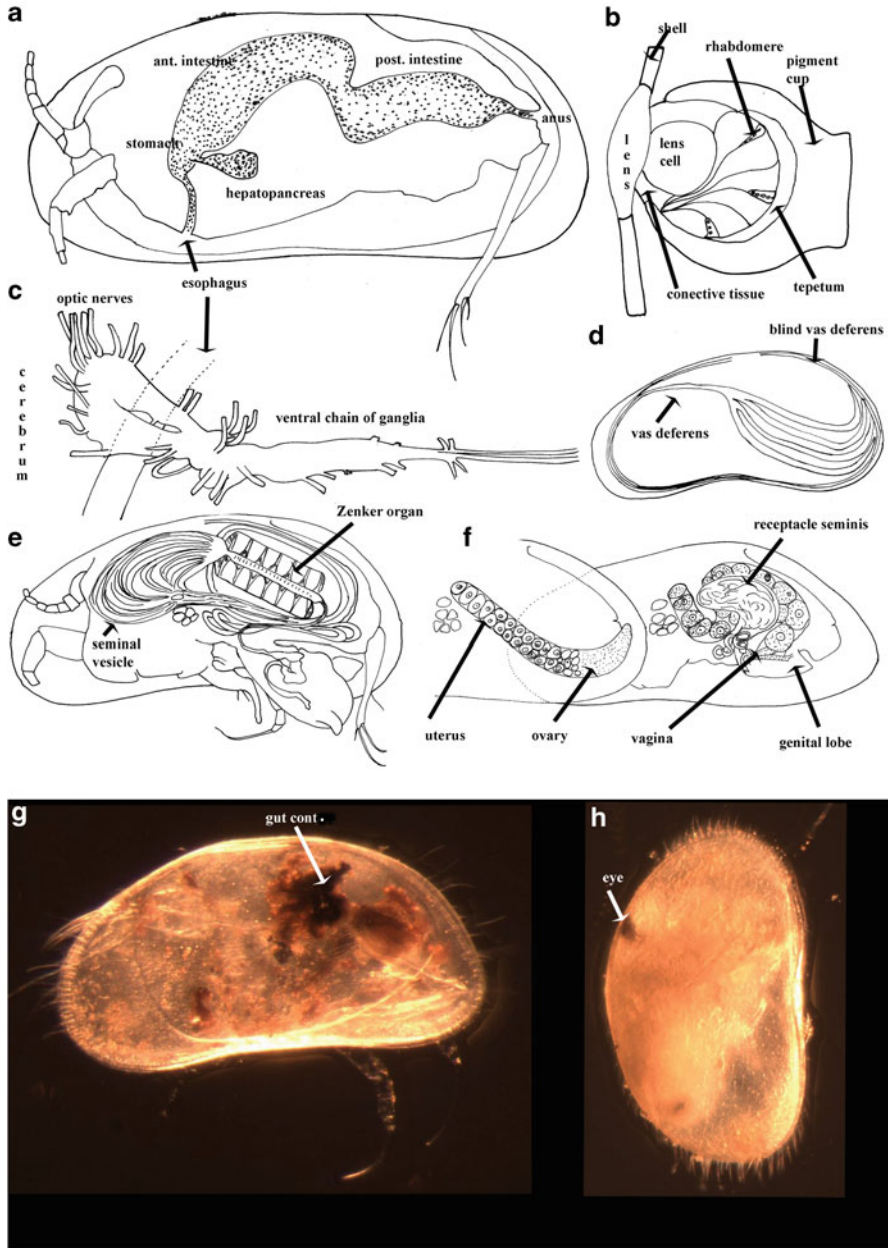 a
ant. intestine
post. intestine
stomach
anus
hepatopancreas
esophagus
b
shell
rhabdomere
pigment
cup
lens
lens
cell
conective tissue
tepetum
c
optic nerves
cerebrum
ventral chain of ganglia
d
blind vas deferens
vas deferens
e
Zenker organ
seminal
vesicle
f
receptacle seminis
uterus
ovary
vagina
genital lobe
g
gut cont .
h
eye